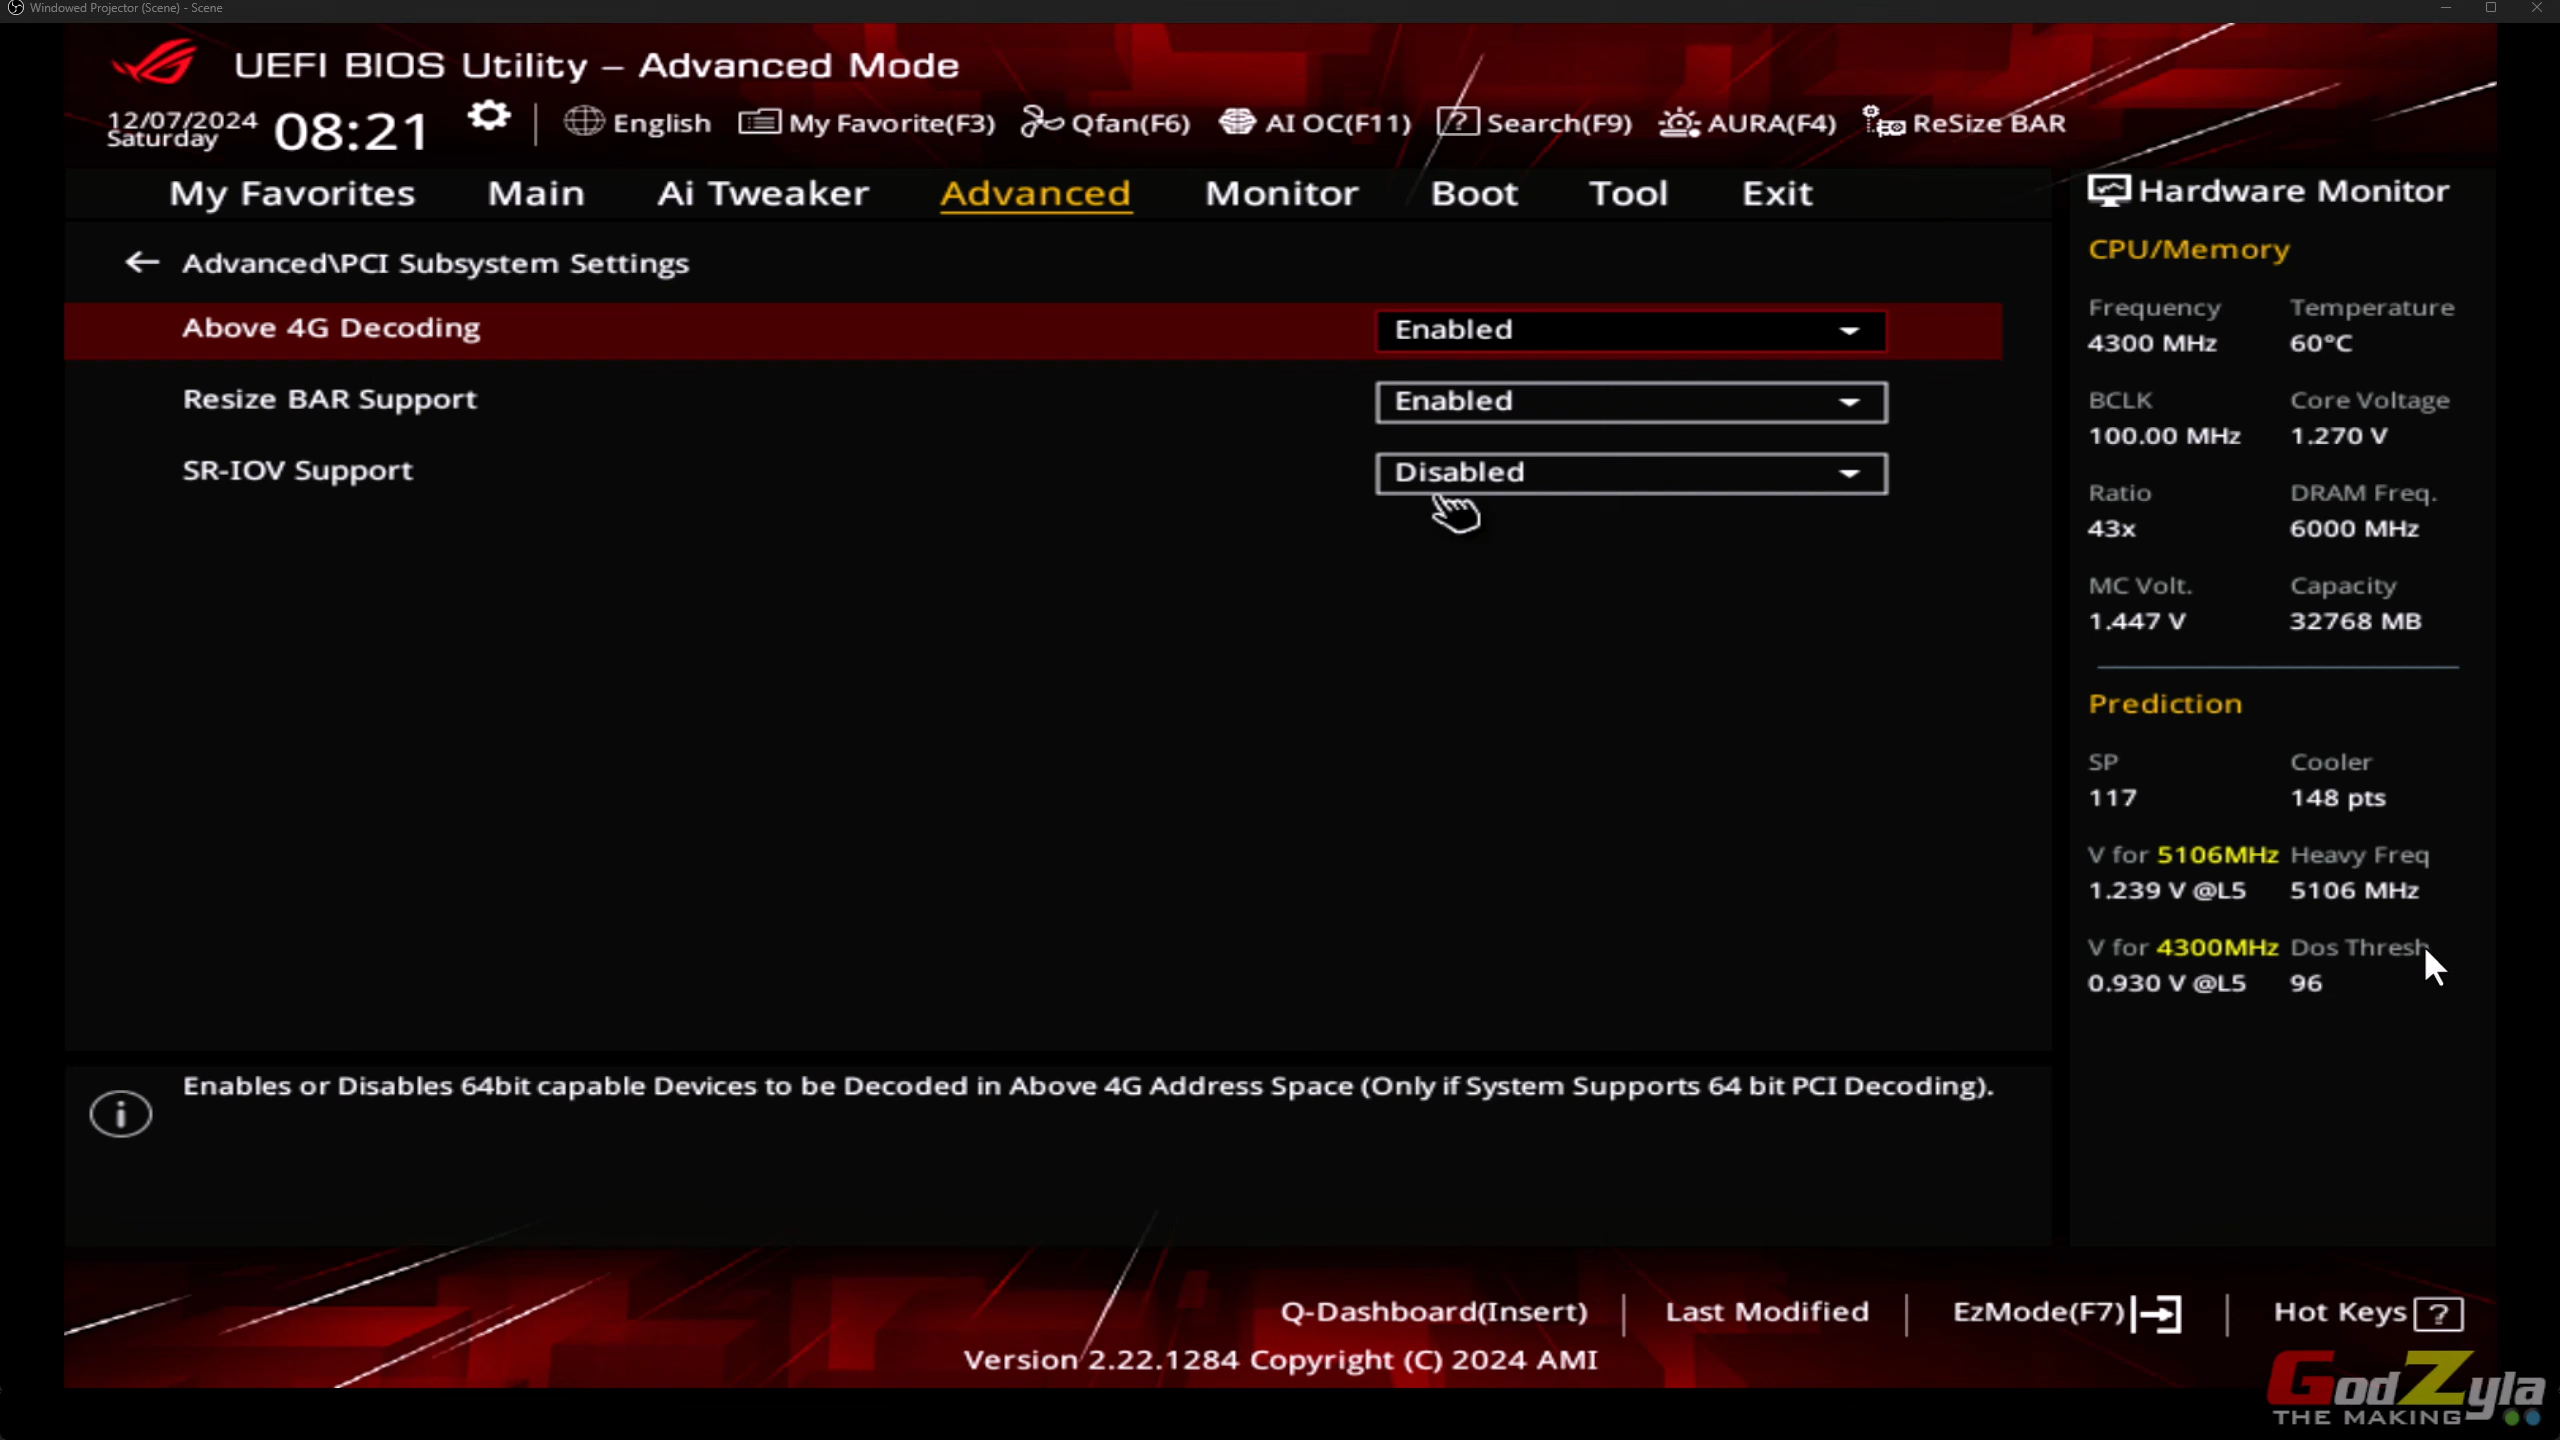 Windowed Projector (Scene) - Scene
UEFI BIOS Utility – Advanced Mode
12/07/2024
Saturday
08:21
English
My Favorite(F3)
Qfan(F6)
AI OC(F11)
Search(F9)
AURA(F4)
ReSize BAR
My Favorites
Main
Ai Tweaker
Advanced
Monitor
Boot
Tool
Exit
Advanced\PCI Subsystem Settings
Above 4G Decoding Enabled
Resize BAR Support Enabled
SR-IOV Support Disabled
Enables or Disables 64bit capable Devices to be Decoded in Above 4G Address Space (Only if System Supports 64 bit PCI Decoding).
Hardware Monitor
CPU/Memory
Frequency Temperature
4300 MHz 60°C
BCLK Core Voltage
100.00 MHz 1.270 V
Ratio DRAM Freq.
43x 6000 MHz
MC Volt. Capacity
1.447 V 32768 MB
Prediction
SP Cooler
117 148 pts
V for 5106MHz Heavy Freq
1.239 V @L5 5106 MHz
V for 4300MHz Dos Thresh
0.930 V @L5 96
Q-Dashboard(Insert)
Last Modified
EzMode(F7)
Hot Keys ?
Version 2.22.1284 Copyright (C) 2024 AMI
GodZyla
THE MAKING